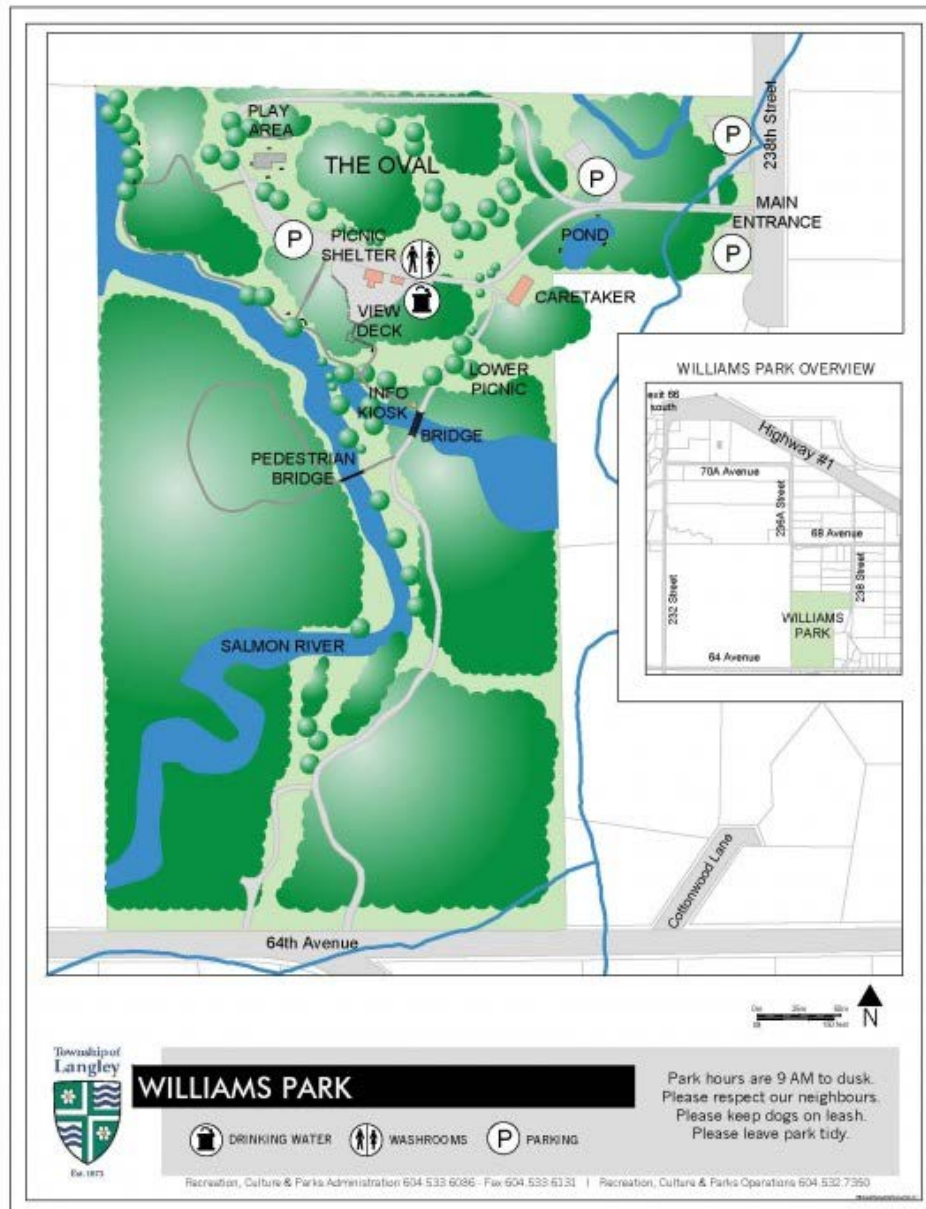 PLAY
AREA
THE OVAL
238th Street
P
P
MAIN
ENTRANCE
P
PICNIC
SHELTER
POND
P
CARETAKER
VIEW
DECK
LOWER
PICNIC
INFO
KIOSK
BRIDGE
PEDESTRIAN
BRIDGE
SALMON RIVER
64th Avenue
Cottonwood Lane
WILLIAMS PARK OVERVIEW
exit 66
south
Highway #1
70A Avenue
296A Street
68 Avenue
232 Street
238 Street
WILLIAMS
PARK
64 Avenue
0m 25m 50m
N
Township of
Langley
Est. 1873
WILLIAMS PARK
DRINKING WATER WASHROOMS P PARKING
Park hours are 9 AM to dusk.
Please respect our neighbours.
Please keep dogs on leash.
Please leave park tidy.
Recreation, Culture & Parks Administration 604.533.6086 - Fax 604.533.6131 | Recreation, Culture & Parks Operations 604.532.7350